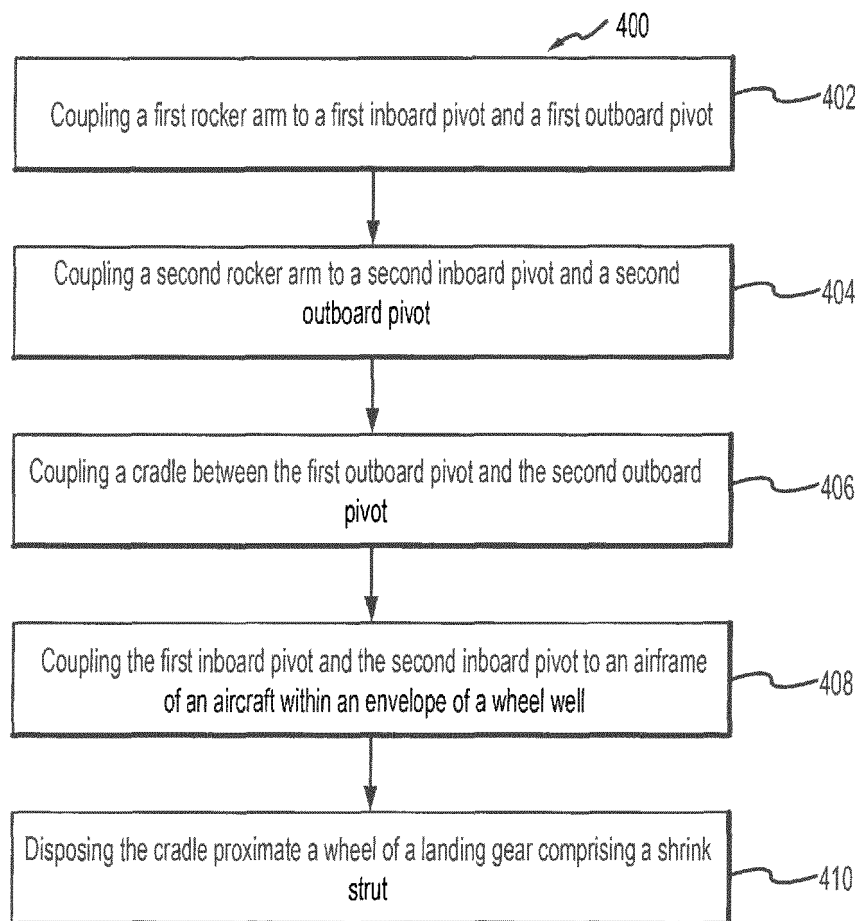 400
Coupling a first rocker arm to a first inboard pivot and a first outboard pivot
402
Coupling a second rocker arm to a second inboard pivot and a second
outboard pivot
404
Coupling a cradle between the first outboard pivot and the second outboard
pivot
406
Coupling the first inboard pivot and the second inboard pivot to an airframe
of an aircraft within an envelope of a wheel well
408
Disposing the cradle proximate a wheel of a landing gear comprising a shrink
strut
410